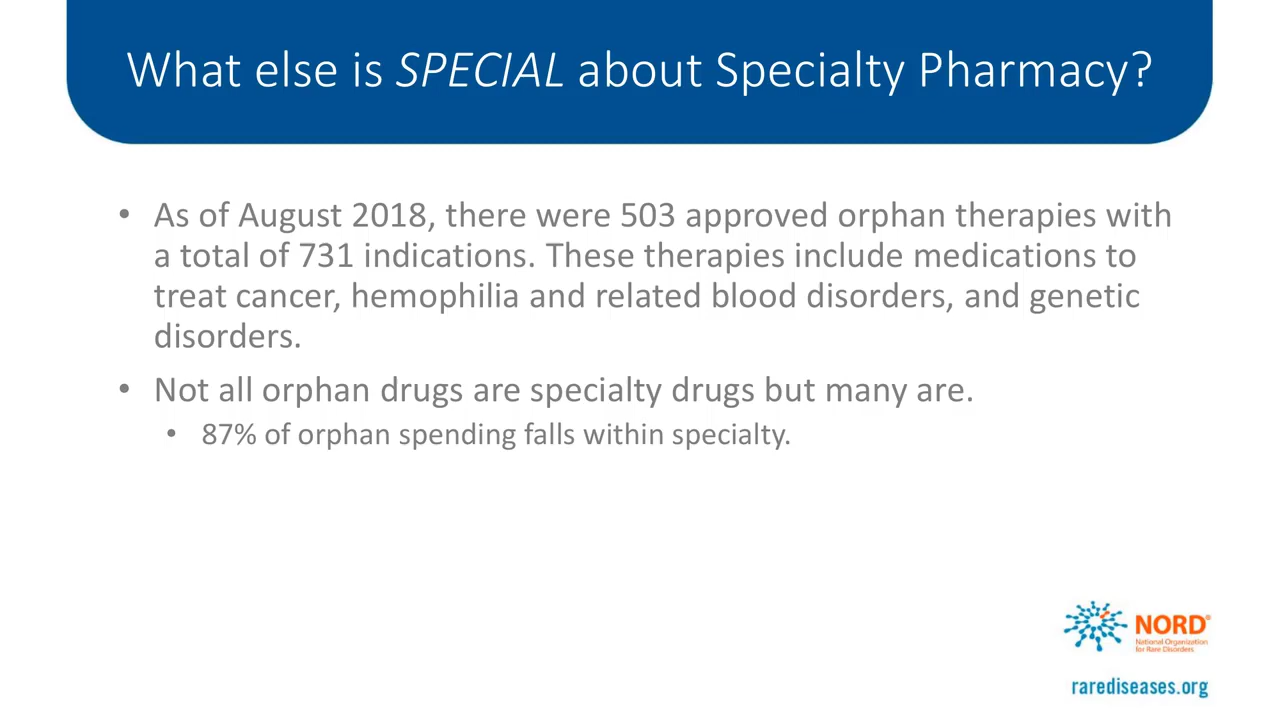 What else is SPECIAL about Specialty Pharmacy?
• As of August 2018, there were 503 approved orphan therapies with
a total of 731 indications. These therapies include medications to
treat cancer, hemophilia and related blood disorders, and genetic
disorders.
• Not all orphan drugs are specialty drugs but many are.
• 87% of orphan spending falls within specialty.
NORD®
National Organization
for Rare Disorders
rarediseases.org